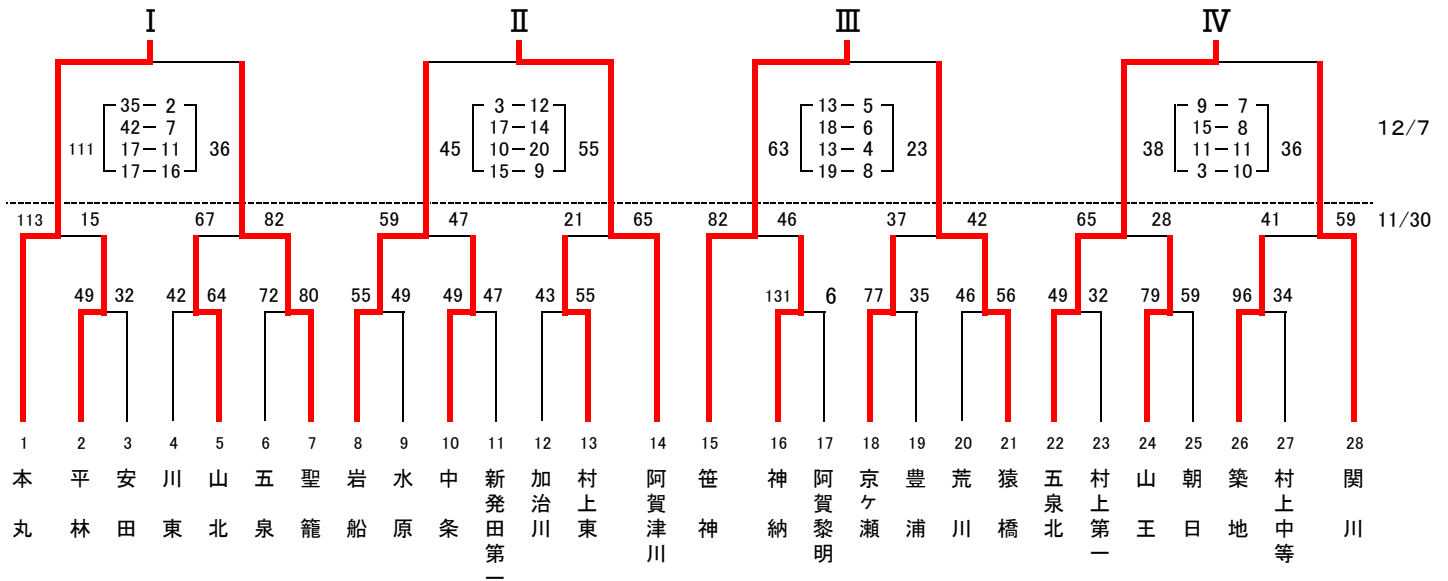 Ⅰ Ⅱ Ⅲ Ⅳ
35－2 3－12 13－5 9－7
42－7 17－14 18－6 15－8 12/7
111 17－11 36 45 10－20 55 63 13－4 23 38 11－11 36
17－16 15－9 19－8 3－10
113 15 67 82 59 47 21 65 82 46 37 42 65 28 41 59 11/30
49 32 42 64 72 80 55 49 49 47 43 55 131 6 77 35 46 56 49 32 79 59 96 34
1 2 3 4 5 6 7 8 9 10 11 12 13 14 15 16 17 18 19 20 21 22 23 24 25 26 27 28
本丸
平林
安田
川東
山北
五泉
聖籠
岩船
水原
中条
新発田第一
加治川
村上東
阿賀津川
笹神
神納
阿賀黎明
京ケ瀬
豊浦
荒川
猿橋
五泉北
村上第一
山王
朝日
築地
村上中等
関川